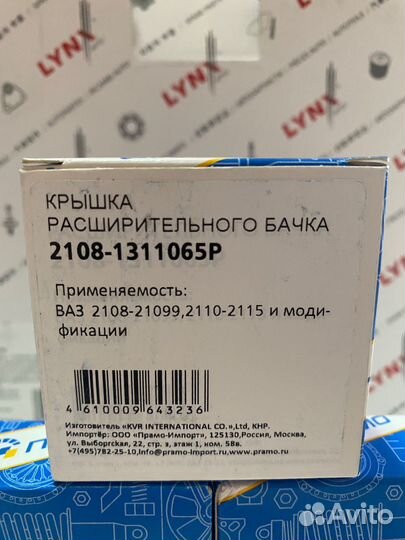 LYNX
LYNX
LYNX
КРЫШКА
РАСШИРИТЕЛЬНОГО БАЧКА
2108-1311065P
Применяемость:
ВАЗ 2108-21099,2110-2115 и моди-
фикации
4 610009 643236
Изготовитель «KVR INTERNATIONAL CO.»,Ltd, КНР.
Импортёр: ООО «Прамо-Импорт», 125130,Россия, Москва,
ул. Выборгская, 22, стр. 3, этаж 1, ком. 58в.
+7(495)782-25-10,info@pramo-import.ru www.pramo.ru
Avito